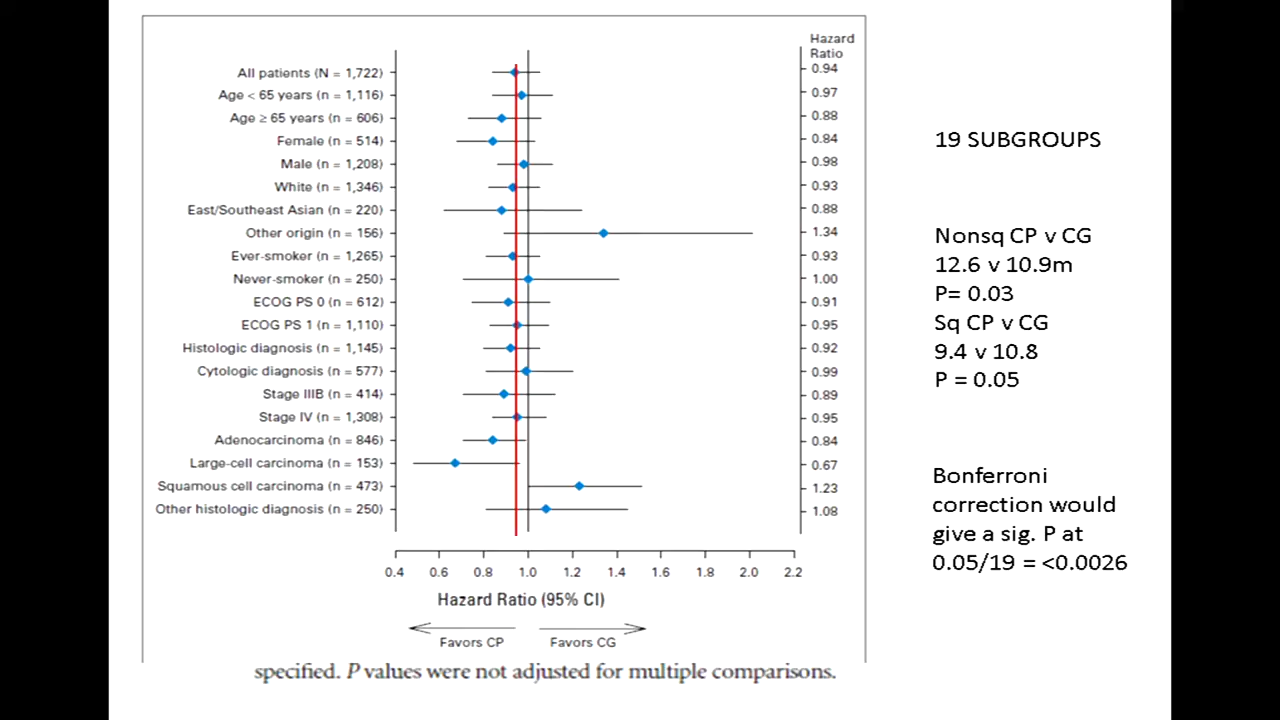 Hazard
Ratio
All patients (N = 1,722) 0.94
Age < 65 years (n = 1,116) 0.97
Age ≥ 65 years (n = 606) 0.88
Female (n = 514) 0.84
Male (n = 1,208) 0.98
White (n = 1,346) 0.93
East/Southeast Asian (n = 220) 0.88
Other origin (n = 156) 1.34
Ever-smoker (n = 1,265) 0.93
Never-smoker (n = 250) 1.00
ECOG PS 0 (n = 612) 0.91
ECOG PS 1 (n = 1,110) 0.95
Histologic diagnosis (n = 1,145) 0.92
Cytologic diagnosis (n = 577) 0.99
Stage IIIB (n = 414) 0.89
Stage IV (n = 1,308) 0.95
Adenocarcinoma (n = 846) 0.84
Large-cell carcinoma (n = 153) 0.67
Squamous cell carcinoma (n = 473) 1.23
Other histologic diagnosis (n = 250) 1.08
0.4 0.6 0.8 1.0 1.2 1.4 1.6 1.8 2.0 2.2
Hazard Ratio (95% CI)
Favors CP Favors CG
specified. P values were not adjusted for multiple comparisons.
19 SUBGROUPS
Nonsq CP v CG
12.6 v 10.9m
P= 0.03
Sq CP v CG
9.4 v 10.8
P = 0.05
Bonferroni
correction would
give a sig. P at
0.05/19 = <0.0026